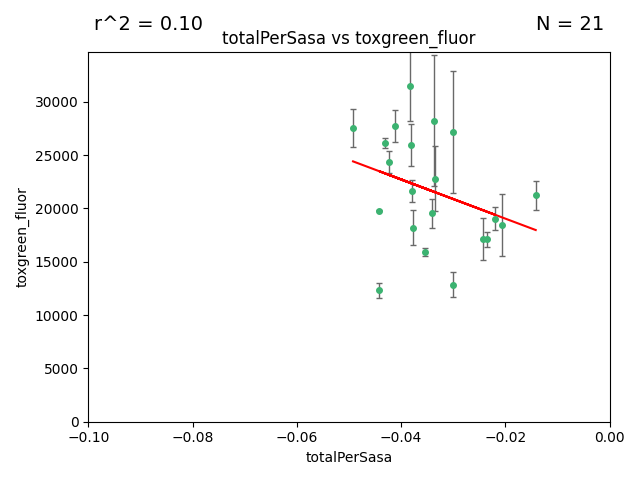 r^2 = 0.10
N = 21
totalPerSasa vs toxgreen_fluor
30000
25000
20000
15000
10000
5000
0
toxgreen_fluor
−0.10
−0.08
−0.06
−0.04
−0.02
0.00
totalPerSasa